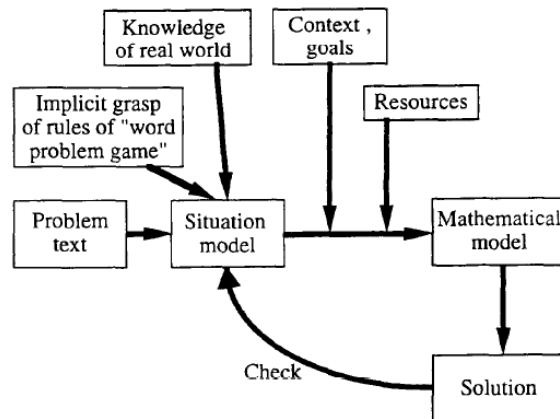 Knowledge
of real world
Context ,
goals
Implicit grasp
of rules of "word
problem game"
Resources
Problem
text
Situation
model
Mathematical
model
Check
Solution